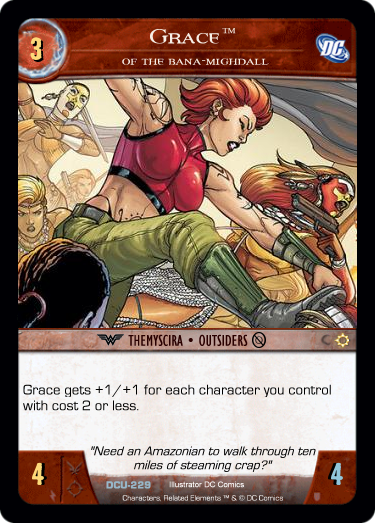 3
Grace™
DC
OF THE BANA-MIGHDALL
THEMYSCIRA • OUTSIDERS
Grace gets +1/+1 for each character you control
with cost 2 or less.
"Need an Amazonian to walk through ten
miles of steaming crap?"
4
DCU-229 Illustrator DC Comics
4
Characters, Related Elements ™ & © DC Comics